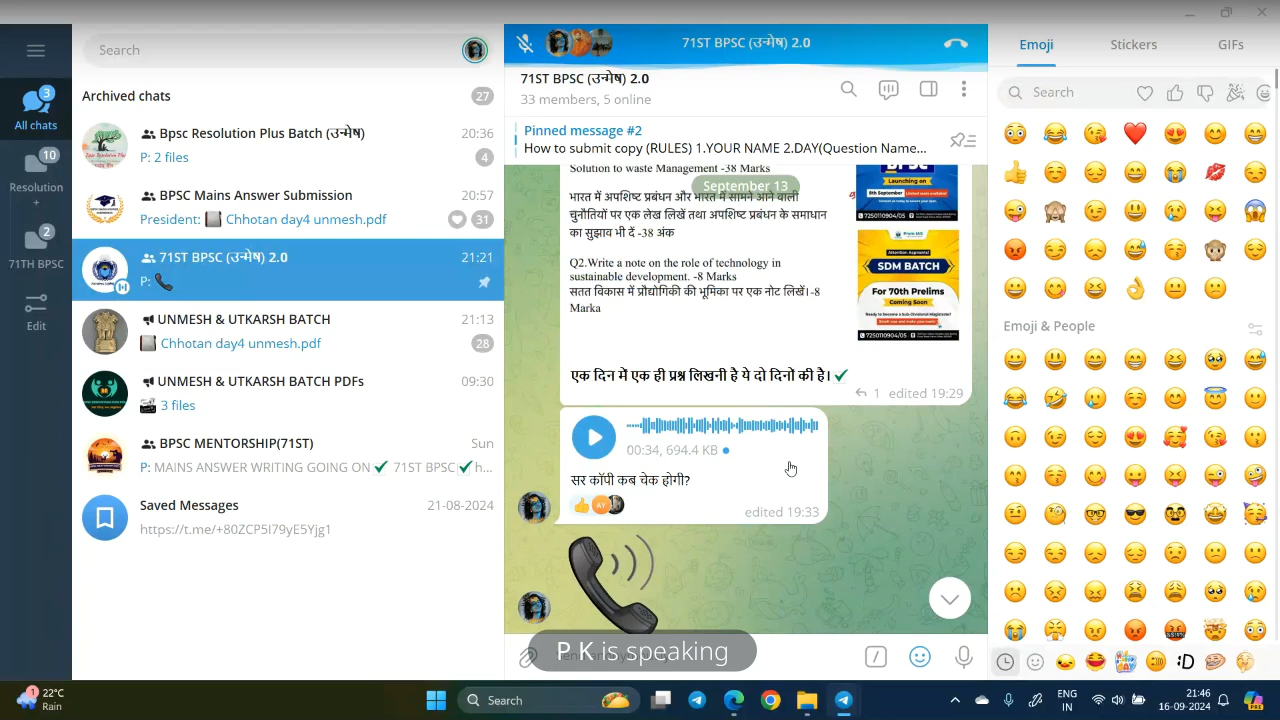 Search
Archived chats
27
Bpsc Resolution Plus Batch (उन्मेष)
20:36
P: 2 files
4
BPSC Mains Answer Submission
20:57
President: Chhotan day4 unmesh.pdf
31
71ST BPSC (उन्मेष) 2.0
21:21
P:
UNMESH & UTKARSH BATCH
21:13
Chhotan day4 unmesh.pdf
28
UNMESH & UTKARSH BATCH PDFs
09:30
3 files
BPSC MENTORSHIP(71ST)
Sun
P: MAINS ANSWER WRITING GOING ON ✔ 71ST BPSC ✔ h...
Saved Messages
21-08-2024
https://t.me/+80ZCP5I79yE5Yjg1
3
All chats
10
Resolution
+
2
71TH BPSC
Edit
71ST BPSC (उन्मेष) 2.0
71ST BPSC (उन्मेष) 2.0
33 members, 5 online
Pinned message #2
How to submit copy (RULES) 1.YOUR NAME 2.DAY(Question Name...
Solution to waste Management -38 Marks
September 13
भारत में अपशिष्ट प्रबंधन और भारत में सामने आने वाली
चुनौतियों पर एक लेख लिखें तथा अपशिष्ट प्रबंधन के समाधान
का सुझाव भी दें -38 अंक
Q2.Write a note on the role of technology in
sustainable development. -8 Marks
सतत विकास में प्रौद्योगिकी की भूमिका पर एक नोट लिखें।-8
Marka
Launching on
SDM BATCH
For 70th Prelims
Coming Soon
एक दिन में एक ही प्रश्न लिखनी है ये दो दिनों की है। ✔
1 edited 19:29
00:34, 694.4 KB
सर कॉपी कब चेक होगी?
AY
edited 19:33
P K is speaking
Emoji
Stickers
GIFs
Search
Emoji & People
1
22°C
Rain
Search
ENG
IN
21:46
16-09-2024